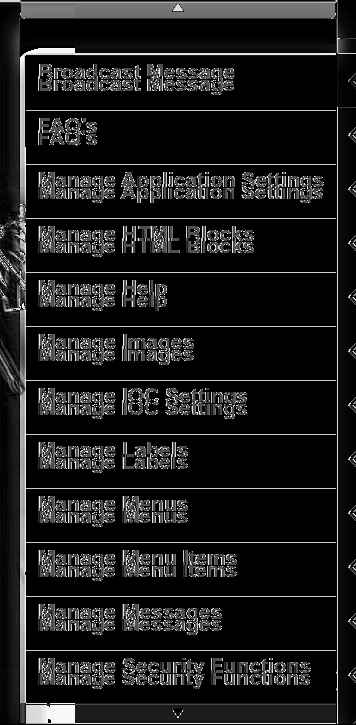 Broadcast Message
FAQ's
Manage Application Settings
Manage HTML Blocks
Manage Help
Manage Images
Manage IOC Settings
Manage Labels
Manage Menus
Manage Menu Items
Manage Messages
Manage Security Functions